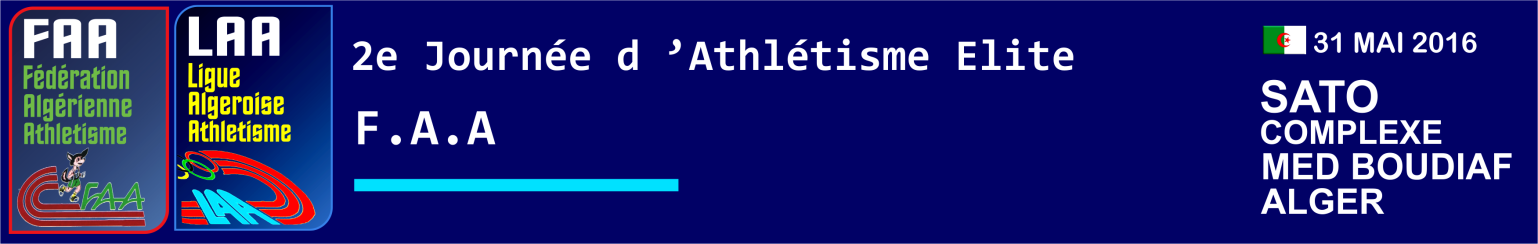 FAA
Fédération
Algérienne
Athletisme
FAA
LAA
Ligue
Algeroise
Athletisme
LAA
2e Journée d ’Athlétisme Elite
F.A.A
31 MAI 2016
SATO
COMPLEXE
MED BOUDIAF
ALGER